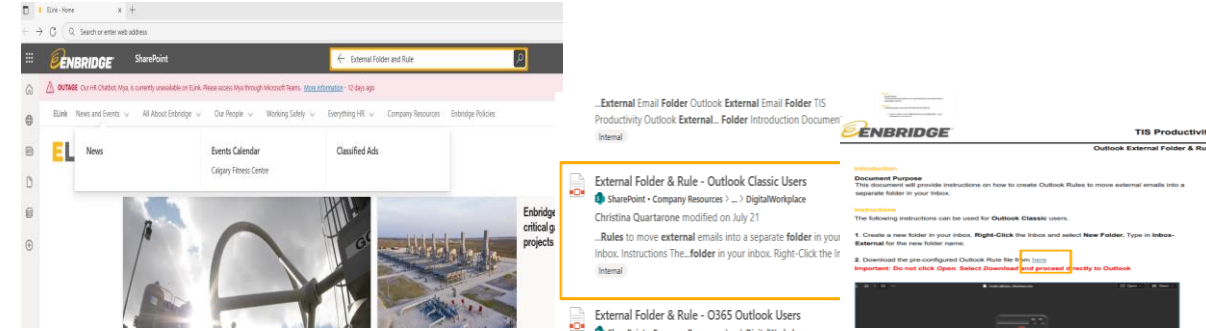 ELink - Home
Search or enter web address
ENBRIDGE
SharePoint
External Folder and Rule
OUTAGE Our HR Chatbot, Mya, is currently unavailable on ELink. Please access Mya through Microsoft Teams. More information - 12 days ago
ELink News and Events All About Enbridge Our People Working Safely Everything HR Company Resources Enbridge Policies
EL
News
Events Calendar
Classified Ads
Calgary Fitness Centre
Enbridge
critical ga
projects
...External Email Folder Outlook External Email Folder TIS
Productivity Outlook External... Folder Introduction Documen
Internal
External Folder & Rule - Outlook Classic Users
SharePoint • Company Resources > ... > DigitalWorkplace
Christina Quartarone modified on July 21
...Rules to move external emails into a separate folder in your
Inbox. Instructions The...folder in your inbox. Right-Click the In
Internal
External Folder & Rule - O365 Outlook Users
ENBRIDGE
TIS Productivit
Outlook External Folder & Ru
Introduction
Document Purpose
This document will provide instructions on how to create Outlook Rules to move external emails into a
separate folder in your Inbox.
Instructions
The following instructions can be used for Outlook Classic users.
1. Create a new folder in your inbox. Right-Click the Inbox and select New Folder. Type in Inbox-
External for the new folder name.
2. Download the pre-configured Outlook Rule file from here
Important: Do not click Open. Select Download and proceed directly to Outlook